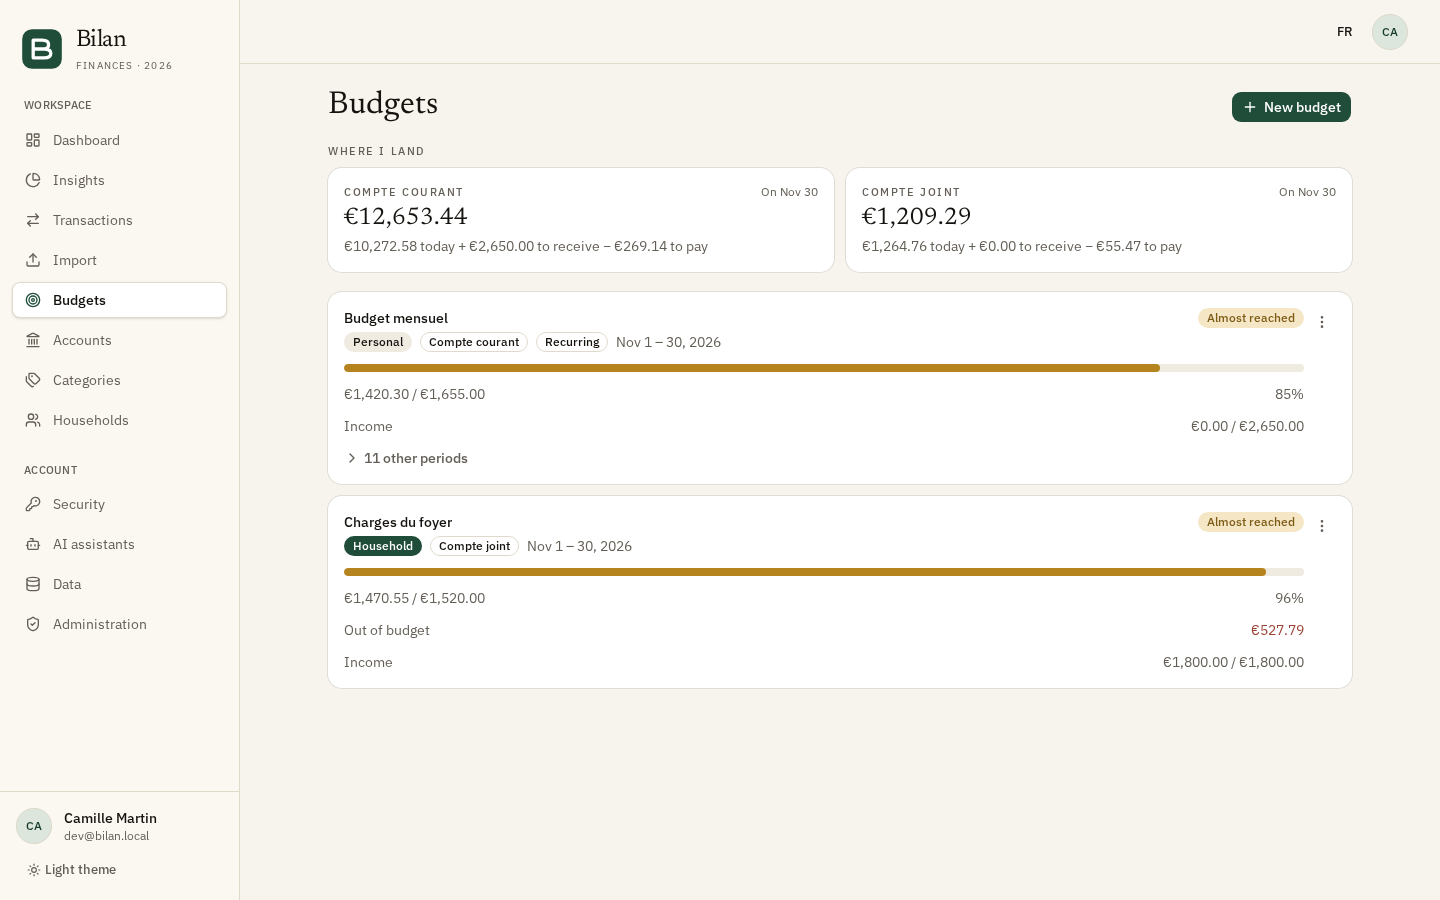 Bilan
FINANCES · 2026
WORKSPACE
Dashboard
Insights
Transactions
Import
Budgets
Accounts
Categories
Households
ACCOUNT
Security
AI assistants
Data
Administration
CA
Camille Martin
dev@bilan.local
Light theme
FR
CA
Budgets
New budget
WHERE I LAND
COMPTE COURANT
On Nov 30
€12,653.44
€10,272.58 today + €2,650.00 to receive – €269.14 to pay
COMPTE JOINT
On Nov 30
€1,209.29
€1,264.76 today + €0.00 to receive – €55.47 to pay
Budget mensuel
Almost reached
Personal Compte courant Recurring Nov 1 – 30, 2026
€1,420.30 / €1,655.00 85%
Income €0.00 / €2,650.00
11 other periods
Charges du foyer
Almost reached
Household Compte joint Nov 1 – 30, 2026
€1,470.55 / €1,520.00 96%
Out of budget €527.79
Income €1,800.00 / €1,800.00